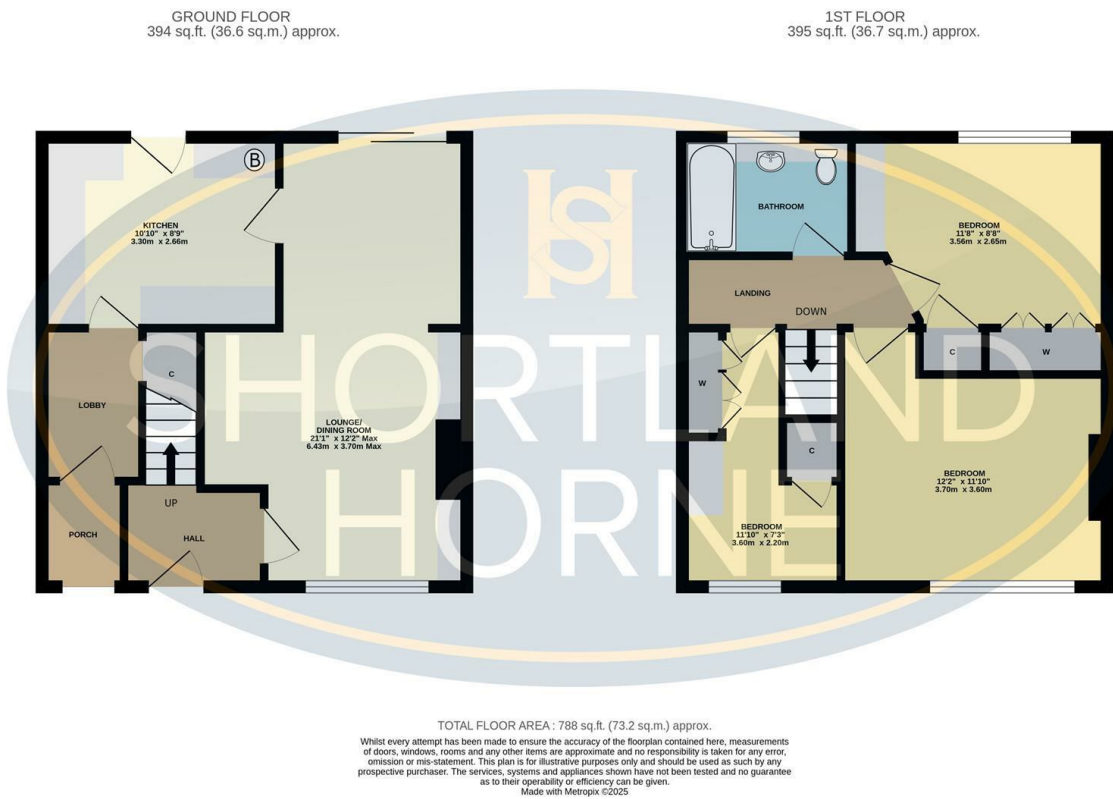 GROUND FLOOR
394 sq.ft. (36.6 sq.m.) approx.
1ST FLOOR
395 sq.ft. (36.7 sq.m.) approx.
B
KITCHEN
10'10" x 8'9"
3.30m x 2.66m
C
LOBBY
LOUNGE/
DINING ROOM
21'1" x 12'2" Max
6.43m x 3.70m Max
UP
PORCH
HALL
BATHROOM
BEDROOM
11'8" x 8'8"
3.56m x 2.65m
LANDING
DOWN
C
W
W
C
BEDROOM
12'2" x 11'10"
3.70m x 3.60m
BEDROOM
11'10" x 7'3"
3.60m x 2.20m
SH
SHORTLAND
HORNE
TOTAL FLOOR AREA : 788 sq.ft. (73.2 sq.m.) approx.
Whilst every attempt has been made to ensure the accuracy of the floorplan contained here, measurements
of doors, windows, rooms and any other items are approximate and no responsibility is taken for any error,
omission or mis-statement. This plan is for illustrative purposes only and should be used as such by any
prospective purchaser. The services, systems and appliances shown have not been tested and no guarantee
as to their operability or efficiency can be given.
Made with Metropix ©2025